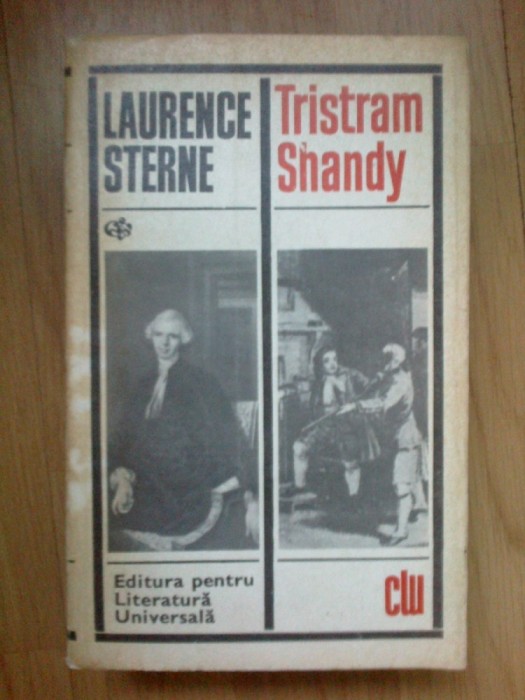 LAURENCE
STERNE
Tristram
Shandy
Editura pentru
Literatură
Universală
clu